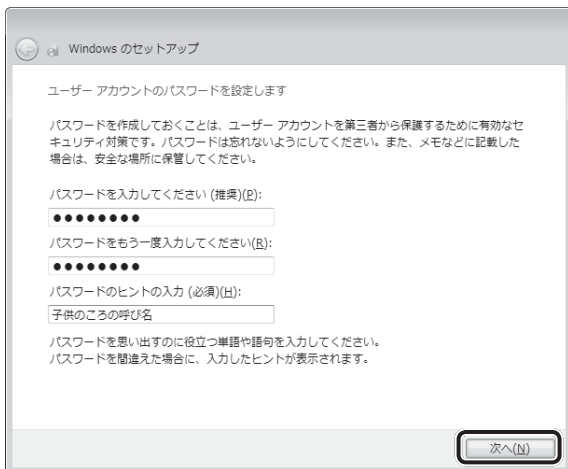 Windows のセットアップ
ユーザー アカウントのパスワードを設定します
パスワードを作成しておくことは、ユーザー アカウントを第三者から保護するために有効なセ
キュリティ対策です。パスワードは忘れないようにしてください。また、メモなどに記載した
場合は、安全な場所に保管してください。
パスワードを入力してください (推奨)(P):
●●●●●●●●
パスワードをもう一度入力してください(R):
●●●●●●●●
パスワードのヒントの入力 (必須)(H):
子供のころの呼び名
パスワードを思い出すのに役立つ単語や語句を入力してください。
パスワードを間違えた場合に、入力したヒントが表示されます。
次へ(N)